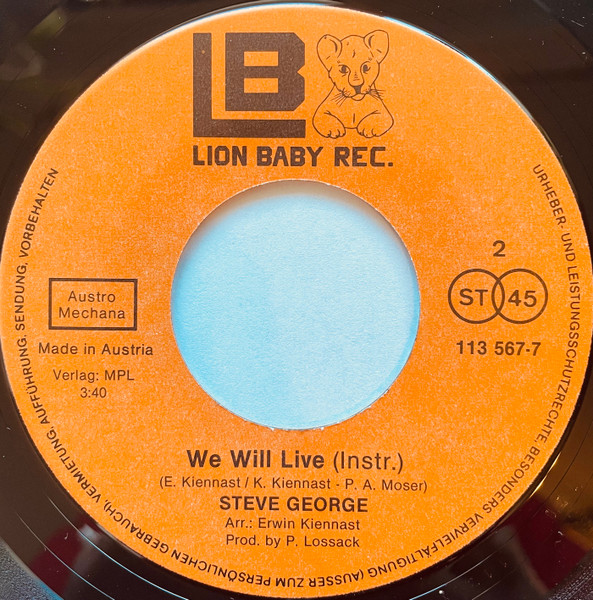 LB
LION BABY REC.
URHEBER- UND LEISTUNGSSCHUTZRECHTE, BESONDERS VERVIELFÄLTIGUNG (AUSSER ZUM PERSÖNLICHEN GEBRAUCH), VERMIETUNG, AUFFÜHRUNG, SENDUNG, VORBEHALTEN
2
Austro
Mechana
ST 45
Made in Austria
113 567-7
Verlag: MPL
3:40
We Will Live (Instr.)
(E. Kiennast / K. Kiennast - P. A. Moser)
STEVE GEORGE
Arr.: Erwin Kiennast
Prod. by P. Lossack